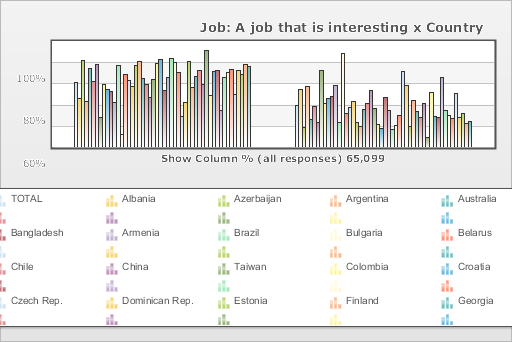 Job: A job that is interesting x Country
100%
80%
60%
Show Column % (all responses) 65,099
TOTAL Albania Azerbaijan Argentina Australia
Bangladesh Armenia Brazil Bulgaria Belarus
Chile China Taiwan Colombia Croatia
Czech Rep. Dominican Rep. Estonia Finland Georgia